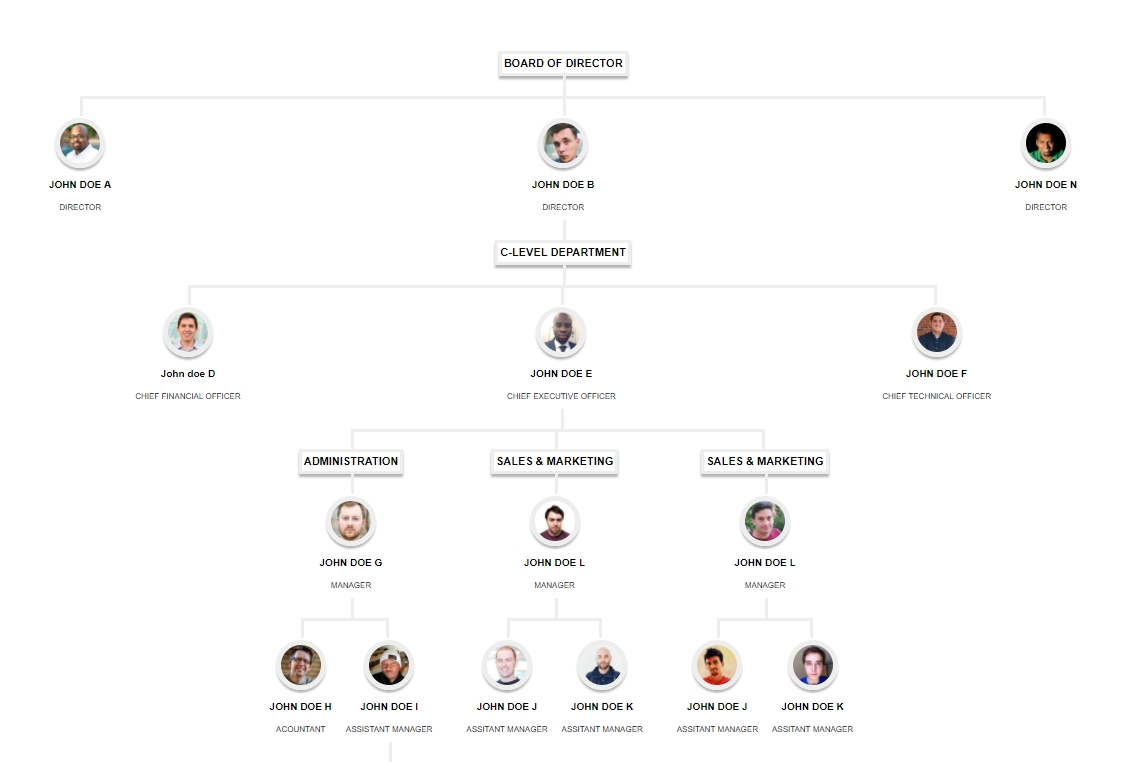 BOARD OF DIRECTOR
JOHN DOE A
DIRECTOR
JOHN DOE B
DIRECTOR
JOHN DOE N
DIRECTOR
C-LEVEL DEPARTMENT
John doe D
CHIEF FINANCIAL OFFICER
JOHN DOE E
CHIEF EXECUTIVE OFFICER
JOHN DOE F
CHIEF TECHNICAL OFFICER
ADMINISTRATION
JOHN DOE G
MANAGER
SALES & MARKETING
JOHN DOE L
MANAGER
SALES & MARKETING
JOHN DOE L
MANAGER
JOHN DOE H
ACOUNTANT
JOHN DOE I
ASSISTANT MANAGER
JOHN DOE J
ASSITANT MANAGER
JOHN DOE K
ASSITANT MANAGER
JOHN DOE J
ASSITANT MANAGER
JOHN DOE K
ASSITANT MANAGER